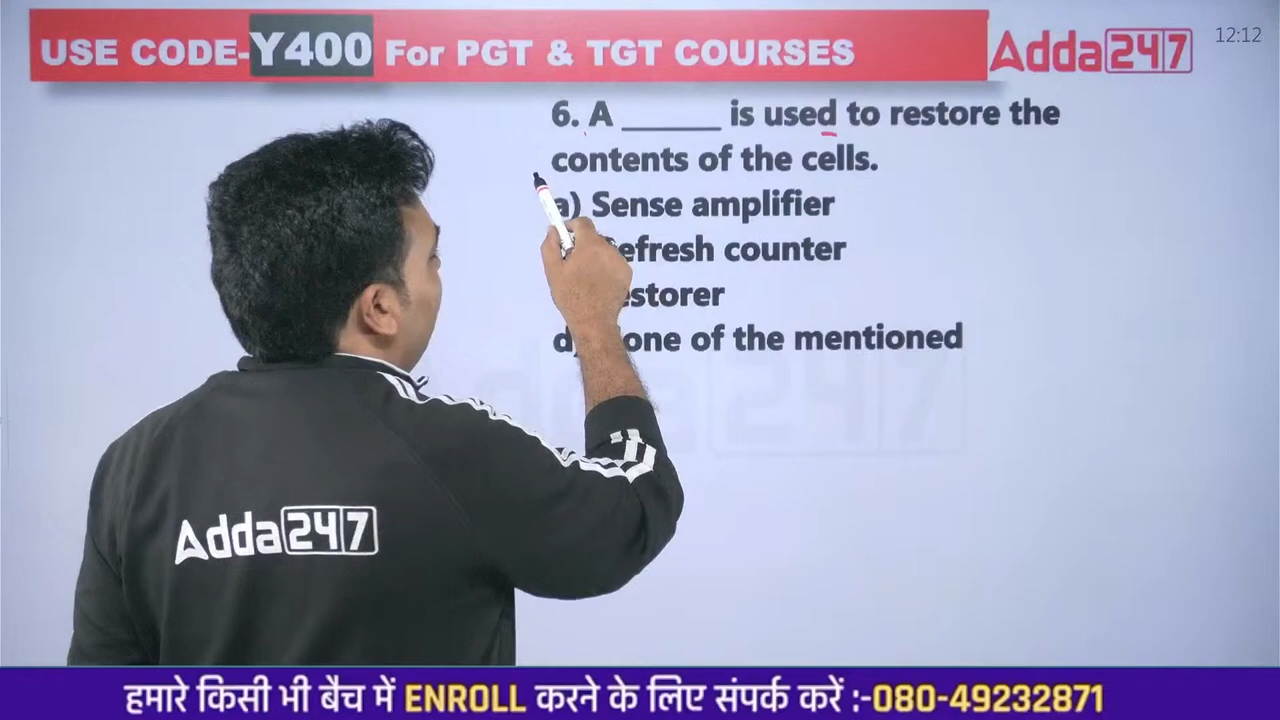 USE CODE-Y400 For PGT & TGT COURSES
Adda247
12:12
6. A ______ is used to restore the
contents of the cells.
a) Sense amplifier
efresh counter
estorer
d) one of the mentioned
Adda247
हमारे किसी भी बैच में ENROLL करने के लिए संपर्क करें :-080-49232871